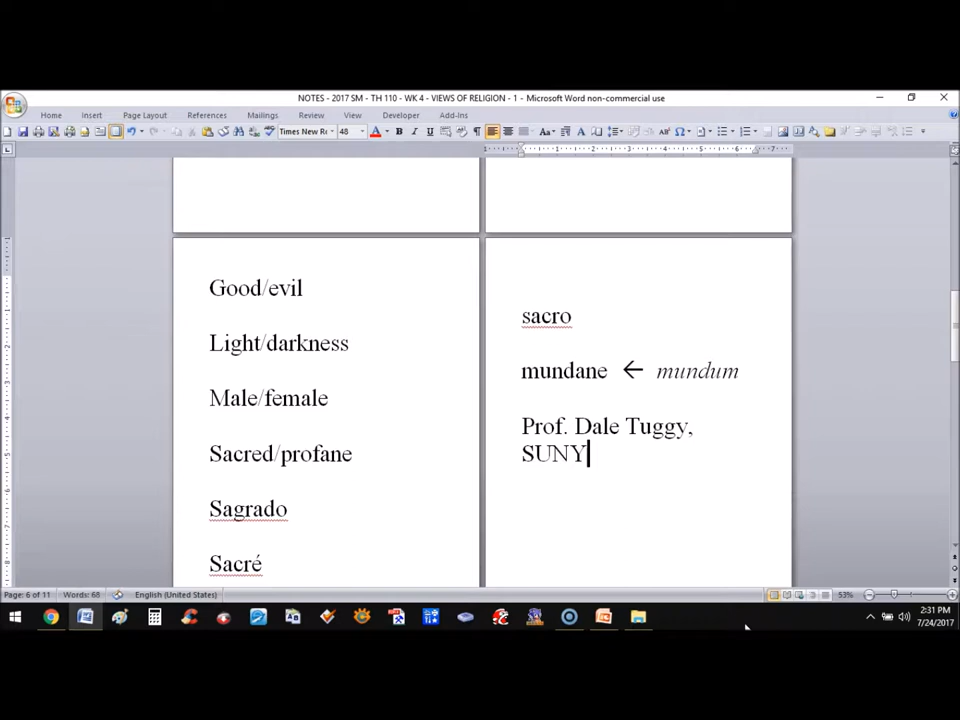 NOTES - 2017 SM - TH 110 - WK 4 - VIEWS OF RELIGION - 1 - Microsoft Word non-commercial use
Home Insert Page Layout References Mailings Review View Developer Add-Ins
Times New Ro 48
Good/evil
Light/darkness
Male/female
Sacred/profane
Sagrado
Sacré
sacro
mundane ← mundum
Prof. Dale Tuggy,
SUNY
Page: 6 of 11 Words: 68 English (United States) 53%
2:31 PM
7/24/2017